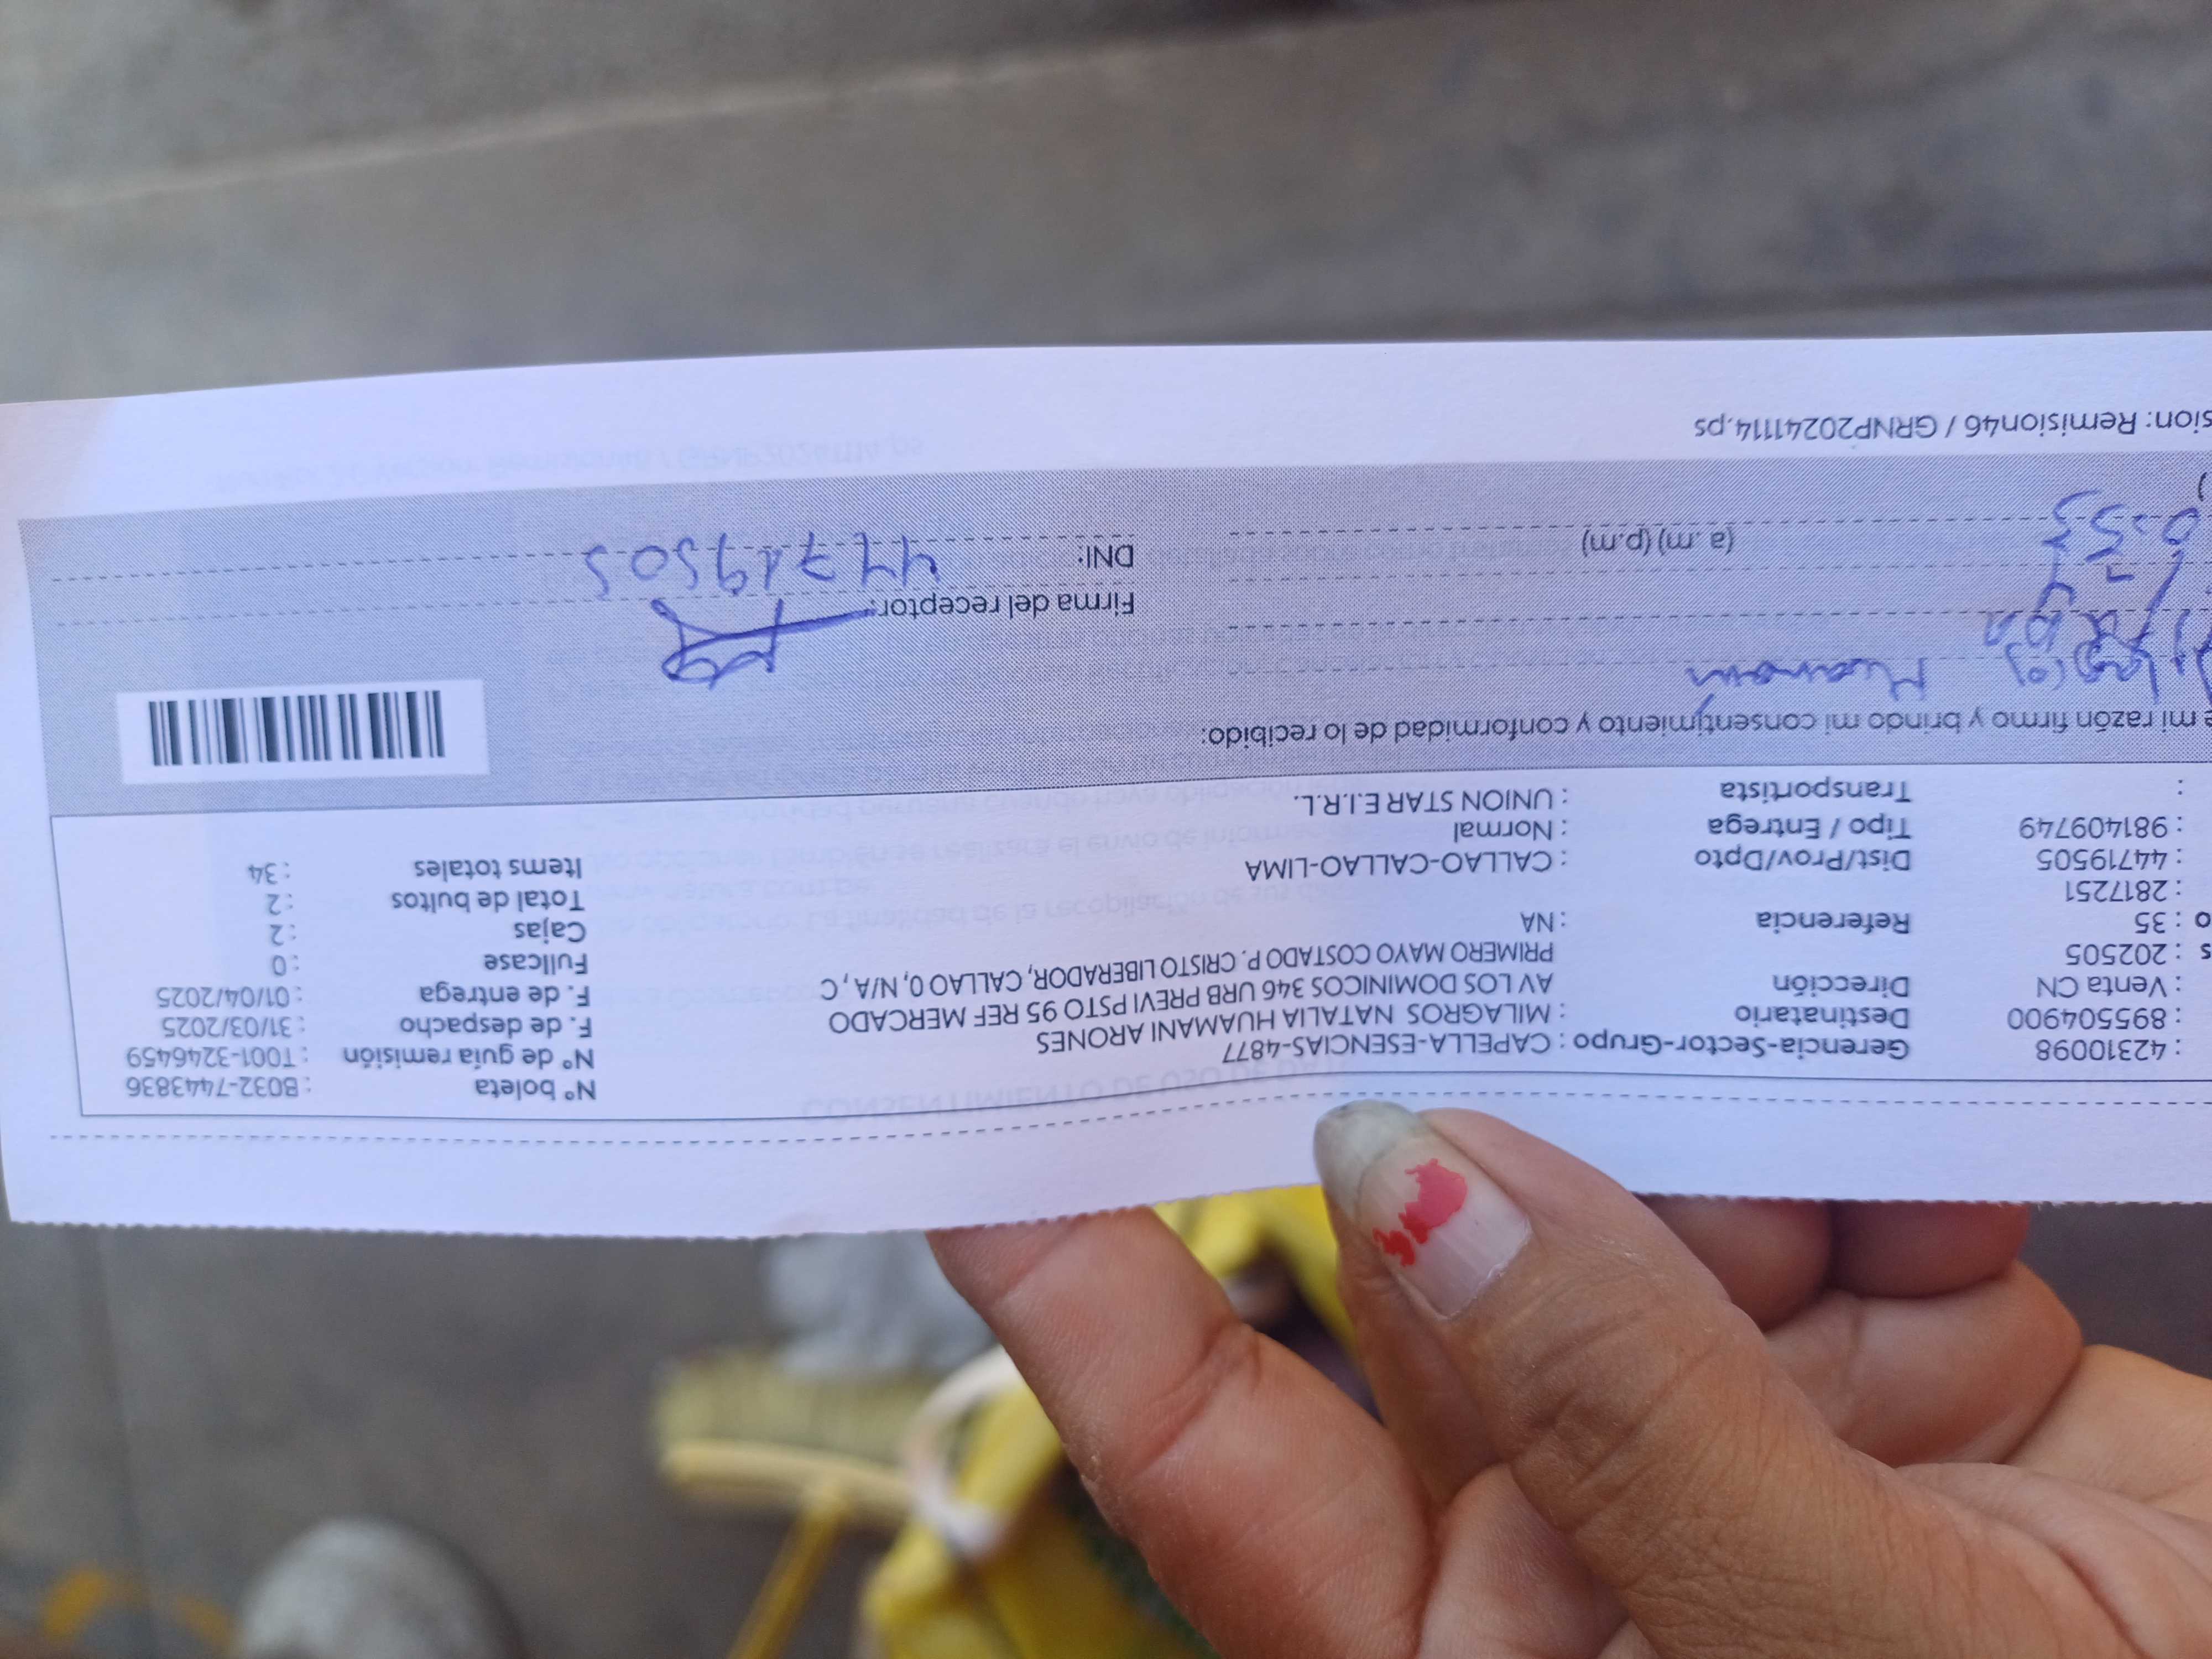 : 42310098 Gerencia-Sector-Grupo : CAPELLA-ESENCIAS-4877 Nº boleta : B032-7443836
: 895504900 Destinatario : MILAGROS NATALIA HUAMANI ARONES Nº de guía remisión : T001-3246459
: Venta CN Dirección AV LOS DOMINICOS 346 URB PREVI PSTO 95 REF MERCADO F. de despacho : 31/03/2025
s : 202505 PRIMERO MAYO COSTADO P. CRISTO LIBERADOR, CALLAO 0, N/A , C F. de entrega : 01/04/2025
o : 35 Referencia : NA Fullcase : 0
: 2817251 Cajas : 2
: 44719505 Dist/Prov/Dpto : CALLAO-CALLAO-LIMA Total de bultos : 2
: 981409749 Tipo / Entrega : Normal Items totales : 34
: Transportista : UNION STAR E.I.R.L.
e mi razón firmo y brindo mi consentimiento y conformidad de lo recibido:
Huamani
Firma del receptor:
(a .m) (p.m) DNI: 44719505
sion: Remision46 / GRNP20241114.ps